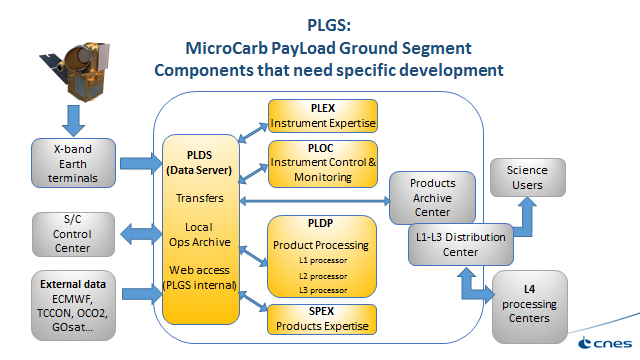 PLGS:
MicroCarb PayLoad Ground Segment
Components that need specific development
X-band
Earth
terminals
S/C
Control
Center
External data
ECMWF,
TCCON, OCO2,
GOsat...
PLDS
(Data Server)
Transfers
Local
Ops Archive
Web access
(PLGS internal)
PLEX
Instrument Expertise
PLOC
Instrument Control &
Monitoring
PLDP
Product Processing
L1 processor
L2 processor
L3 processor
SPEX
Products Expertise
Products
Archive
Center
L1-L3 Distribution
Center
Science
Users
L4
processing
Centers
cnes